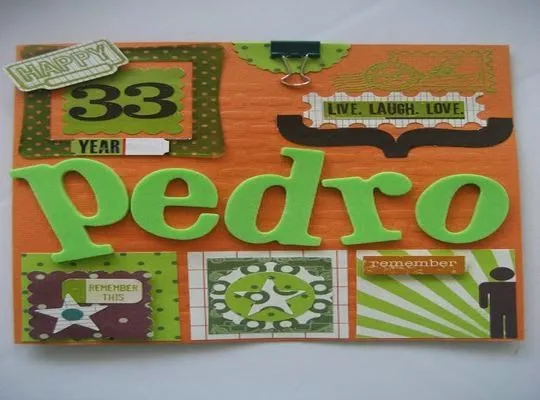 HAPPY
33
YEAR
LIVE. LAUGH. LOVE.
pedro
REMEMBER
THIS
remember